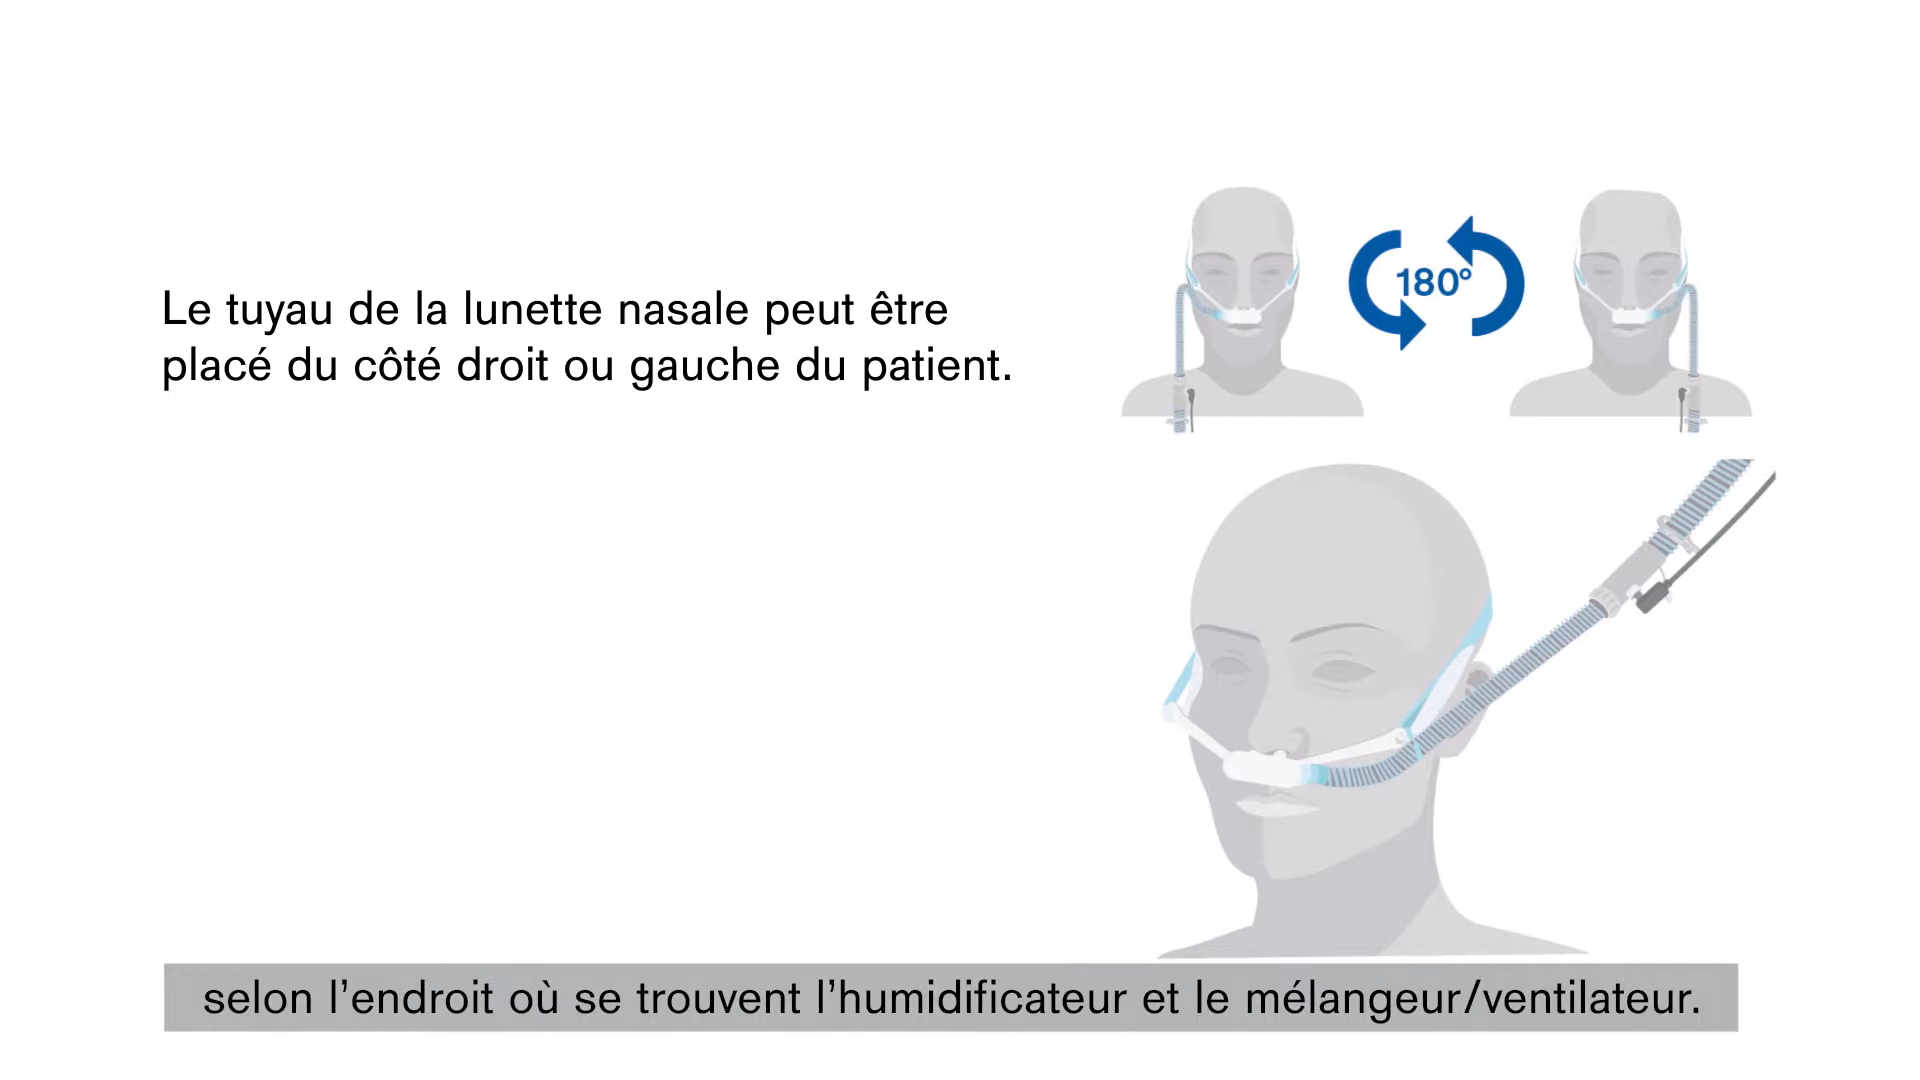 Le tuyau de la lunette nasale peut être
placé du côté droit ou gauche du patient.
180°
selon l’endroit où se trouvent l’humidificateur et le mélangeur/ventilateur.